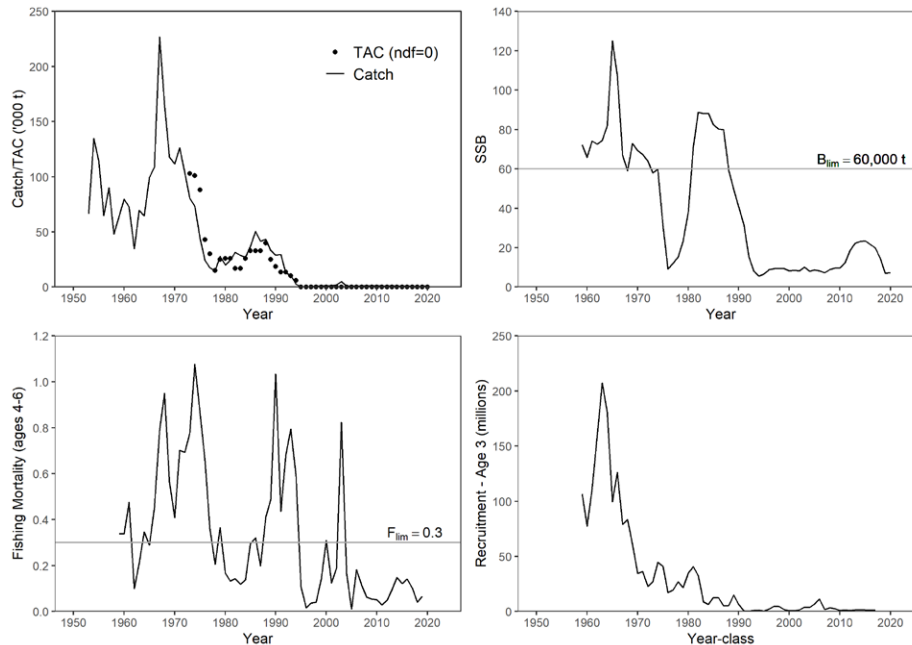 250
200
150
100
50
0
Catch/TAC ('000 t)
TAC (ndf=0)
Catch
1950 1960 1970 1980 1990 2000 2010 2020
Year
140
120
100
80
60
40
20
0
SSB
Blim = 60,000 t
1950 1960 1970 1980 1990 2000 2010 2020
Year
1.2
1.0
0.8
0.6
0.4
0.2
0.0
Fishing Mortality (ages 4-6)
Flim = 0.3
1950 1960 1970 1980 1990 2000 2010 2020
Year
250
200
150
100
50
0
Recruitment - Age 3 (millions)
1950 1960 1970 1980 1990 2000 2010 2020
Year-class